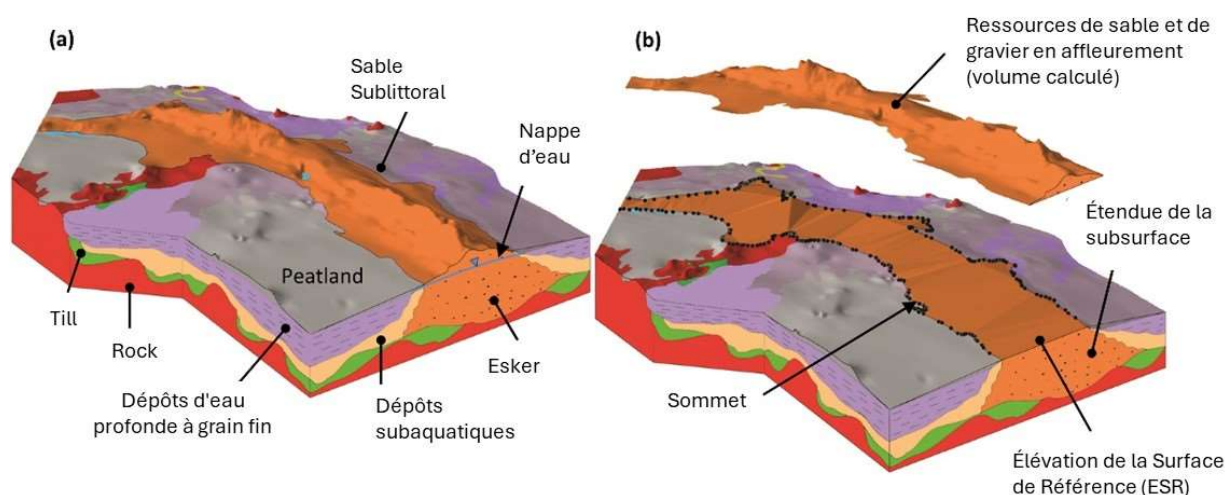 (a)
Sable
Sublittoral
Nappe
d’eau
Peatland
Till
Rock
Esker
Dépôts d'eau
profonde à grain fin
Dépôts
subaquatiques
(b)
Ressources de sable et de
gravier en affleurement
(volume calculé)
Étendue de la
subsurface
Sommet
Élévation de la Surface
de Référence (ESR)